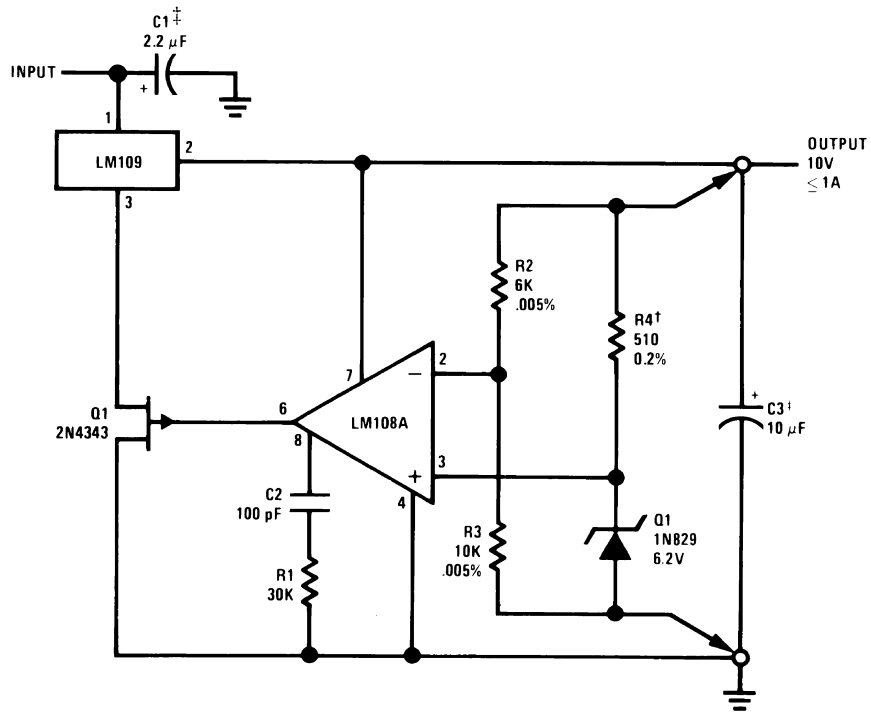 C1‡
2.2 µF
INPUT
+
1
LM109
2
3
OUTPUT
10V
≤ 1A
R2
6K
.005%
R4†
510
0.2%
7
2
−
6
LM108A
8
3
+
4
Q1
2N4343
+
C3‡
10 µF
C2
100 pF
R3
10K
.005%
Q1
1N829
6.2V
R1
30K